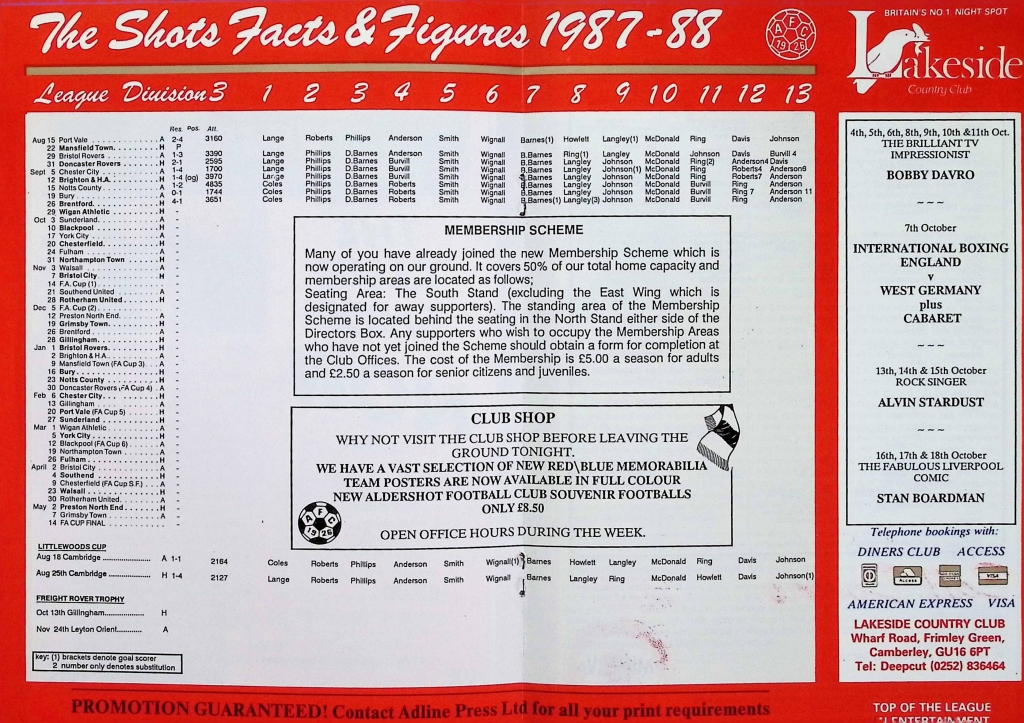 The Shots Facts & Figures 1987-88
AFC
1926
League Division 3 1 2 3 4 5 6 7 8 9 10 11 12 13
Res. Pos. Att.
Aug 15 Port Vale A 2-4 3160 Lange Roberts Phillips Anderson Smith Wignall Barnes(1) Howlett Langley(1) McDonald Ring Davis Johnson
22 Mansfield Town. H P
29 Bristol Rovers A 1-3 3390 Lange Phillips D.Barnes Anderson Smith Wignall B.Barnes Ring(1) Langley McDonald Johnson Davis Burvill 4
31 Doncaster Rovers H 2-1 2595 Lange Phillips D.Barnes Burvill Smith Wignall B.Barnes Langley Johnson McDonald Ring(2) Anderson4 Davis
Sept 5 Chester City A 1-4 1700 Lange Phillips D.Barnes Burvill Smith Wignall B.Barnes Langley Johnson(1) McDonald Ring Roberts4 Anderson8
12 Brighton & H.A. H 1-4 (og) 3970 Lange Phillips D.Barnes Burvill Smith Wignall B.Barnes Langley Johnson McDonald Ring Roberts7 Anderson
15 Notts County A 1-2 4835 Coles Phillips D.Barnes Roberts Smith Wignall B.Barnes Langley Johnson McDonald Burvill Ring Anderson
19 Bury A 0-1 1744 Coles Phillips D.Barnes Roberts Smith Wignall B.Barnes Langley Johnson McDonald Burvill Ring 7 Anderson 11
26 Brentford. H 4-1 3651 Coles Phillips D.Barnes Roberts Smith Wignall B.Barnes(1) Langley(3) Johnson McDonald Burvill Ring Anderson
29 Wigan Athletic H -
Oct 3 Sunderland. A -
10 Blackpool H -
17 York City A -
20 Chesterfield. H -
24 Fulham A -
31 Northampton Town H -
Nov 3 Walsall A -
7 Bristol City H -
14 F.A. Cup (1)
21 Southend United A -
28 Rotherham United H -
Dec 5 F.A. Cup (2) -
12 Preston North End. A -
19 Grimsby Town. H -
26 Brentford A -
28 Gillingham. H -
Jan 1 Bristol Rovers. H -
2 Brighton & H.A. A -
9 Mansfield Town (FA Cup 3) A -
16 Bury H -
23 Notts County H -
30 Doncaster Rovers (FA Cup 4) A -
Feb 6 Chester City H -
13 Gillingham A -
20 Port Vale (FA Cup 5) H -
27 Sunderland H -
Mar 1 Wigan Athletic. A -
5 York City H -
12 Blackpool (FA Cup 6) A -
19 Northampton Town A -
26 Fulham H -
April 2 Bristol City A -
4 Southend H -
9 Chesterfield (FA Cup S.F.) A -
23 Walsall H -
30 Rotherham United. A -
May 2 Preston North End H -
7 Grimsby Town A -
14 FA CUP FINAL -
MEMBERSHIP SCHEME
Many of you have already joined the new Membership Scheme which is
now operating on our ground. It covers 50% of our total home capacity and
membership areas are located as follows;
Seating Area: The South Stand (excluding the East Wing which is
designated for away supporters). The standing area of the Membership
Scheme is located behind the seating in the North Stand either side of the
Directors Box. Any supporters who wish to occupy the Membership Areas
who have not yet joined the Scheme should obtain a form for completion at
the Club Offices. The cost of the Membership is £5.00 a season for adults
and £2.50 a season for senior citizens and juveniles.
CLUB SHOP
WHY NOT VISIT THE CLUB SHOP BEFORE LEAVING THE
GROUND TONIGHT.
WE HAVE A VAST SELECTION OF NEW RED\BLUE MEMORABILIA
TEAM POSTERS ARE NOW AVAILABLE IN FULL COLOUR
NEW ALDERSHOT FOOTBALL CLUB SOUVENIR FOOTBALLS
ONLY £8.50
OPEN OFFICE HOURS DURING THE WEEK.
AFC
1926
LITTLEWOODS CUP
Aug 18 Cambridge A 1-1 2164 Coles Roberts Phillips Anderson Smith Wignall(1) Barnes Howlett Langley McDonald Ring Davis Johnson
Aug 25th Cambridge H 1-4 2127 Lange Roberts Phillips Anderson Smith Wignall Barnes Langley Ring McDonald Howlett Davis Johnson(1)
FREIGHT ROVER TROPHY
Oct 13th Gillingham H
Nov 24th Leyton Orient A
key: (1) brackets denote goal scorer
2 number only denotes substitution
PROMOTION GUARANTEED! Contact Adline Press Ltd for all your print requirements
BRITAIN'S NO.1 NIGHT SPOT
Lakeside
Country Club
4th, 5th, 6th, 8th, 9th, 10th &11th Oct.
THE BRILLIANT TV
IMPRESSIONIST
BOBBY DAVRO
~ ~ ~
7th October
INTERNATIONAL BOXING
ENGLAND
v
WEST GERMANY
plus
CABARET
~ ~ ~
13th, 14th & 15th October
ROCK SINGER
ALVIN STARDUST
~ ~ ~
16th, 17th & 18th October
THE FABULOUS LIVERPOOL
COMIC
STAN BOARDMAN
Telephone bookings with:
DINERS CLUB ACCESS
Access
VISA
AMERICAN EXPRESS VISA
LAKESIDE COUNTRY CLUB
Wharf Road, Frimley Green,
Camberley, GU16 6PT
Tel: Deepcut (0252) 836464
TOP OF THE LEAGUE